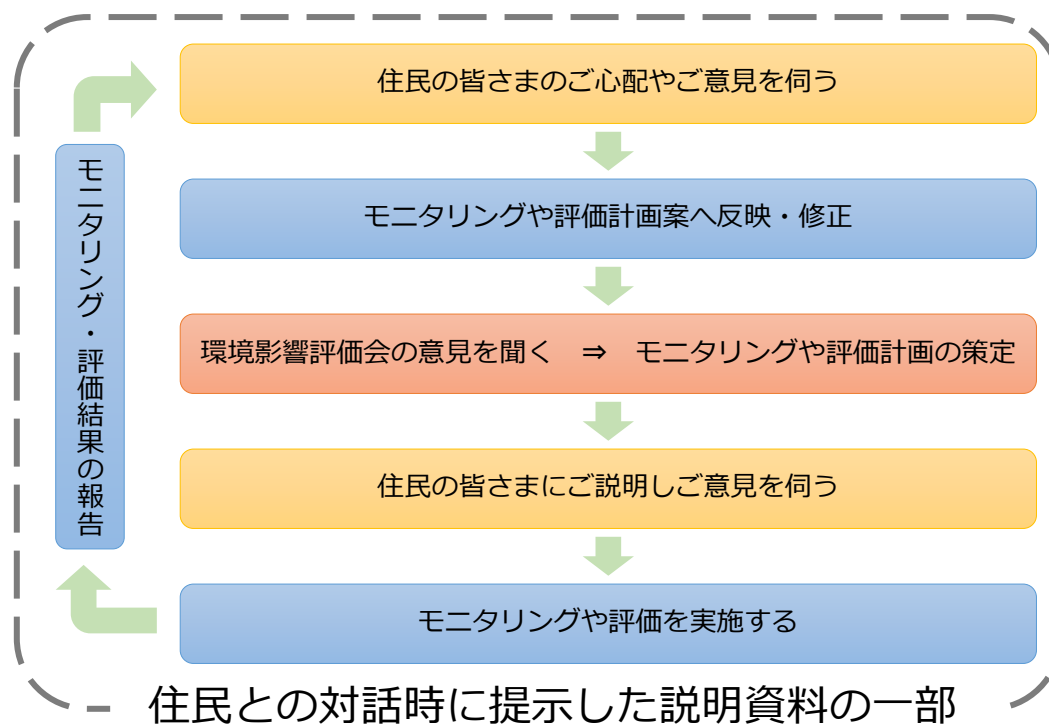 住民の皆さまのご心配やご意見を伺う
モニタリングや評価計画案へ反映・修正
環境影響評価会の意見を聞く　⇒　モニタリングや評価計画の策定
住民の皆さまにご説明しご意見を伺う
モニタリングや評価を実施する
モニタリング・評価結果の報告
住民との対話時に提示した説明資料の一部